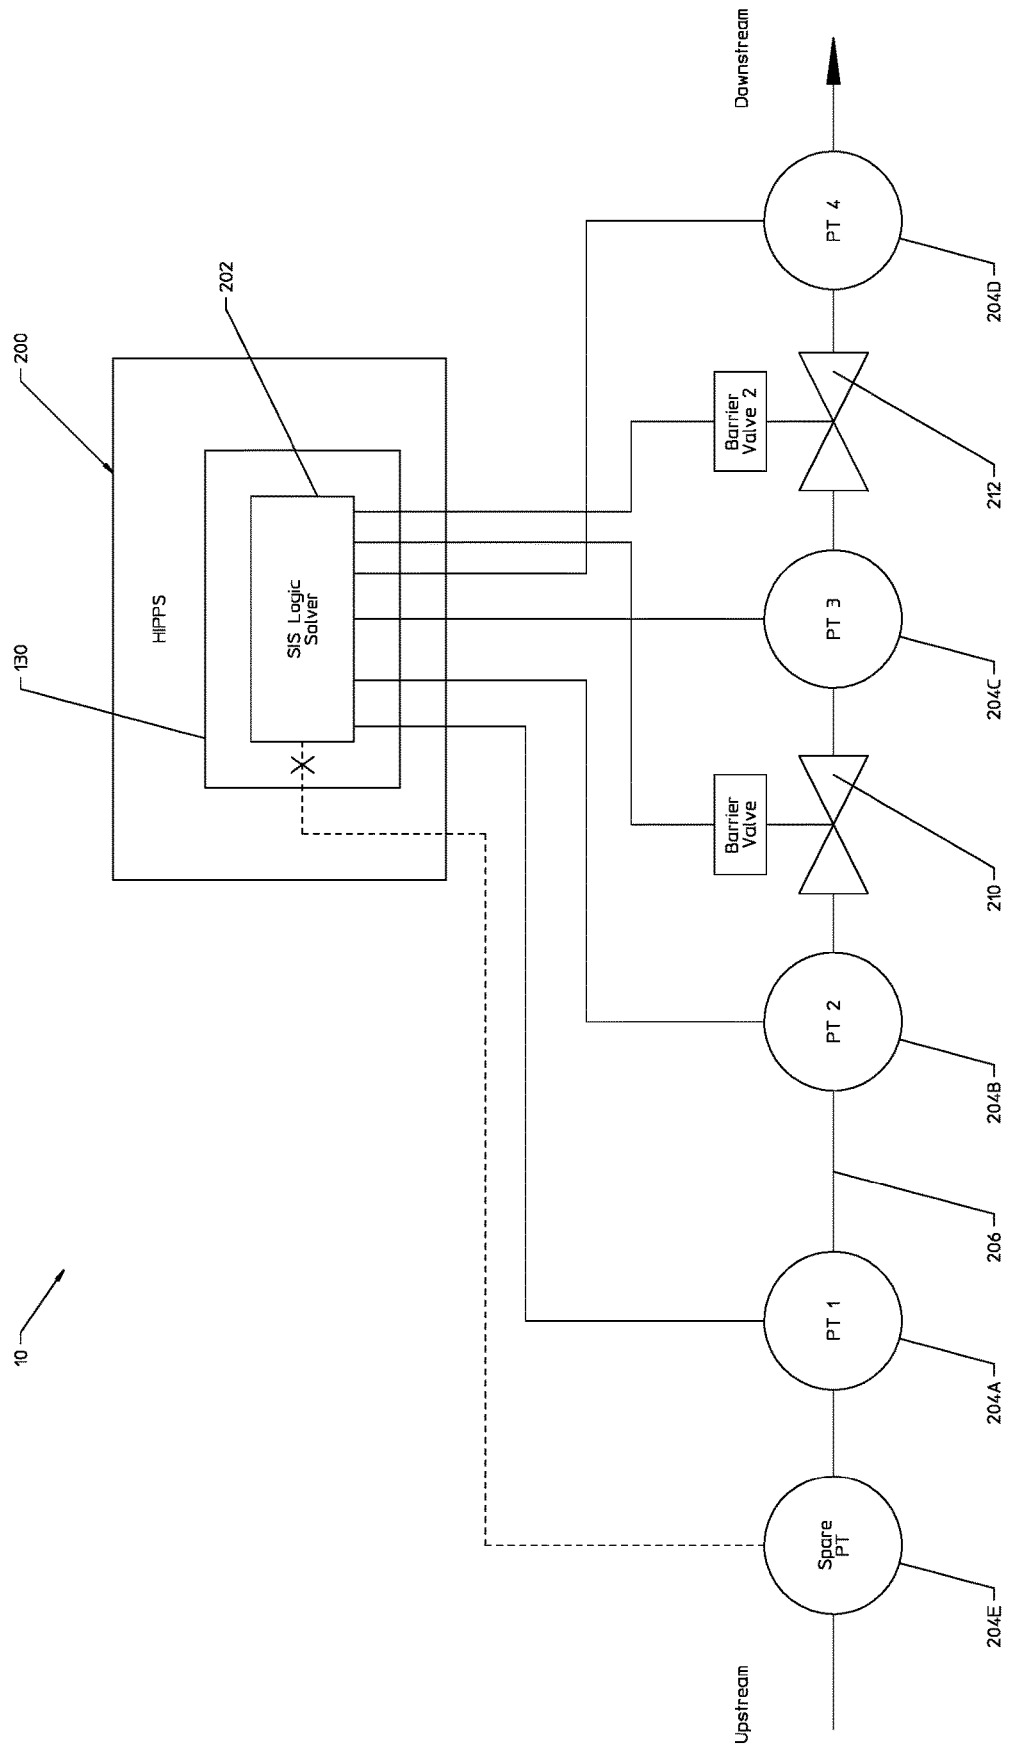 10
130
200
HIPPS
202
SIS Logic
Solver
Upstream
Downstream
Barrier
Valve
Barrier
Valve 2
Spare
PT
PT 1
PT 2
PT 3
PT 4
204E
204A
206
204B
210
204C
212
204D